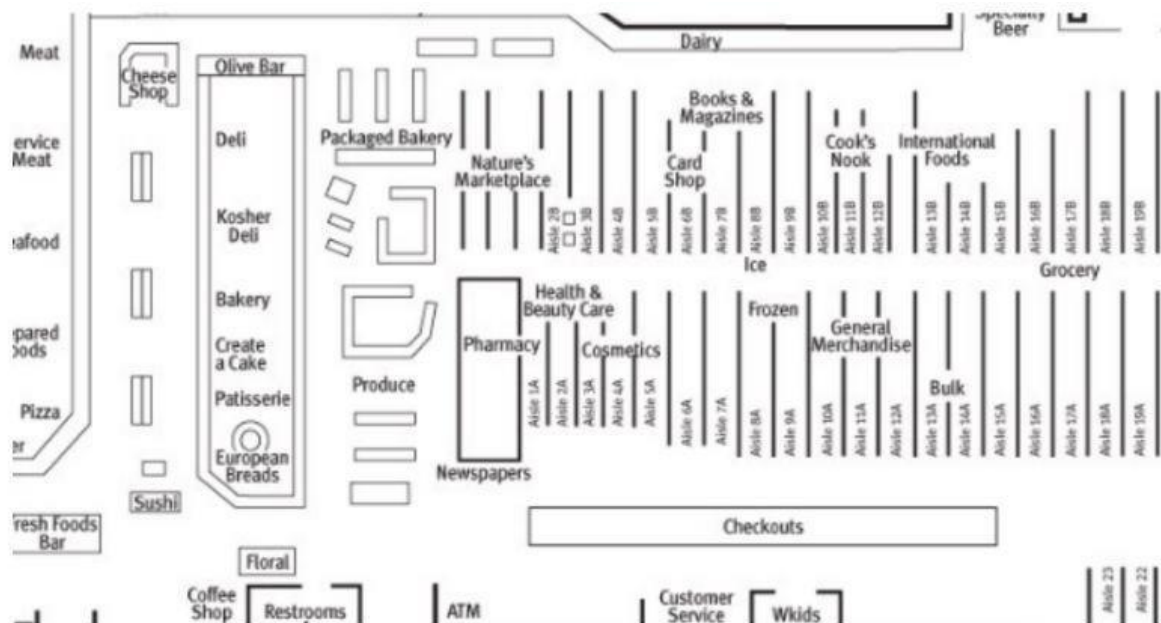 Meat
Cheese
Shop
Olive Bar
Dairy
Specialty
Beer
ervice
Meat
Deli
Packaged Bakery
Nature's
Marketplace
Books &
Magazines
Card
Shop
Cook's
Nook
International
Foods
eafood
Kosher
Deli
Aisle 2B
Aisle 3B
Aisle 4B
Aisle 5B
Aisle 6B
Aisle 7B
Aisle 8B
Aisle 9B
Aisle 10B
Aisle 11B
Aisle 12B
Aisle 13B
Aisle 14B
Aisle 15B
Aisle 16B
Aisle 17B
Aisle 18B
Aisle 19B
Ice
Grocery
epared
oods
Bakery
Create
a Cake
Health &
Beauty Care
Pharmacy
Cosmetics
Frozen
General
Merchandise
Pizza
Patisserie
Produce
Bulk
er
European
Breads
Aisle 1A
Aisle 2A
Aisle 3A
Aisle 4A
Aisle 5A
Aisle 6A
Aisle 7A
Aisle 8A
Aisle 9A
Aisle 10A
Aisle 11A
Aisle 12A
Aisle 13A
Aisle 14A
Aisle 15A
Aisle 16A
Aisle 17A
Aisle 18A
Aisle 19A
Newspapers
Sushi
Fresh Foods
Bar
Checkouts
Floral
Coffee
Shop
Restrooms
ATM
Customer
Service
Wkids
Aisle 23
Aisle 22